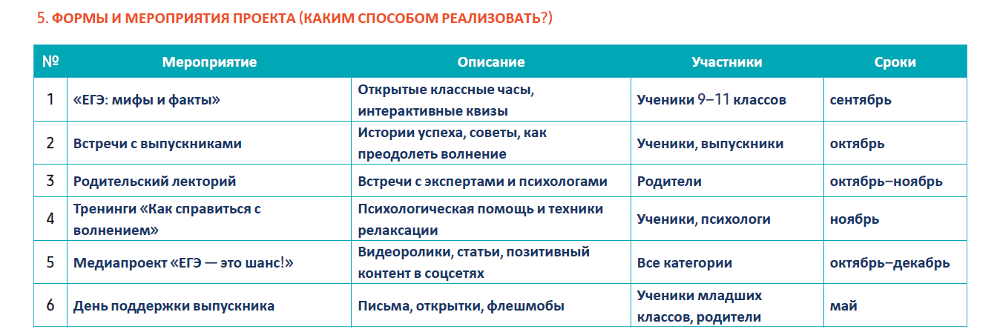 5. ФОРМЫ И МЕРОПРИЯТИЯ ПРОЕКТА (КАКИМ СПОСОБОМ РЕАЛИЗОВАТЬ?)
№ Мероприятие Описание Участники Сроки
1 «ЕГЭ: мифы и факты» Открытые классные часы, интерактивные квизы Ученики 9–11 классов сентябрь
2 Встречи с выпускниками Истории успеха, советы, как преодолеть волнение Ученики, выпускники октябрь
3 Родительский лекторий Встречи с экспертами и психологами Родители октябрь–ноябрь
4 Тренинги «Как справиться с волнением» Психологическая помощь и техники релаксации Ученики, психологи ноябрь
5 Медиапроект «ЕГЭ — это шанс!» Видеоролики, статьи, позитивный контент в соцсетях Все категории октябрь–декабрь
6 День поддержки выпускника Письма, открытки, флешмобы Ученики младших классов, родители май